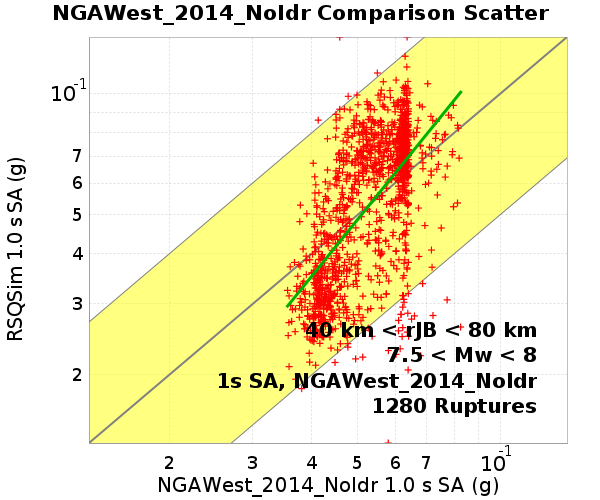 NGAWest_2014_NoIdr Comparison Scatter
10⁻¹
7
6
5
4
3
2
RSQSim 1.0 s SA (g)
40 km < rJB < 80 km
7.5 < Mw < 8
1s SA, NGAWest_2014_NoIdr
1280 Ruptures
2 3 4 5 6 7 10⁻¹
NGAWest_2014_NoIdr 1.0 s SA (g)